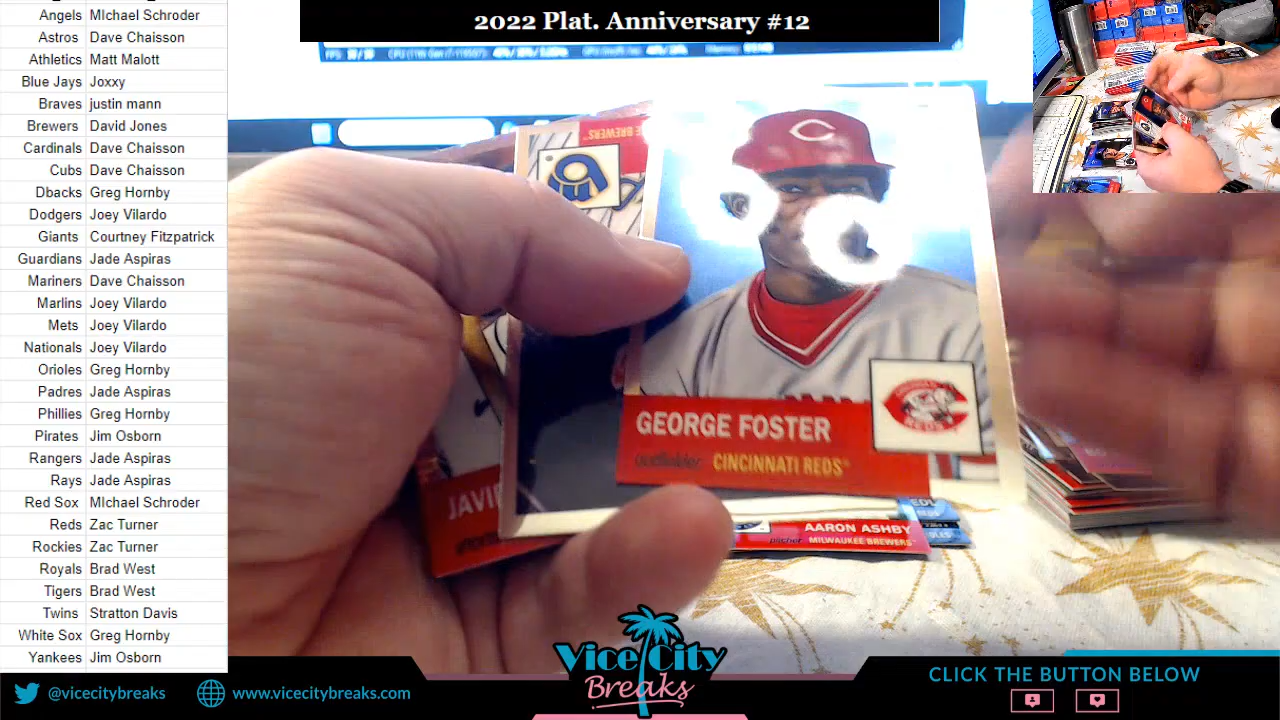 2022 Plat. Anniversary #12
Angels MIchael Schroder
Astros Dave Chaisson
Athletics Matt Malott
Blue Jays Joxxy
Braves justin mann
Brewers David Jones
Cardinals Dave Chaisson
Cubs Dave Chaisson
Dbacks Greg Hornby
Dodgers Joey Vilardo
Giants Courtney Fitzpatrick
Guardians Jade Aspiras
Mariners Dave Chaisson
Marlins Joey Vilardo
Mets Joey Vilardo
Nationals Joey Vilardo
Orioles Greg Hornby
Padres Jade Aspiras
Phillies Greg Hornby
Pirates Jim Osborn
Rangers Jade Aspiras
Rays Jade Aspiras
Red Sox MIchael Schroder
Reds Zac Turner
Rockies Zac Turner
Royals Brad West
Tigers Brad West
Twins Stratton Davis
White Sox Greg Hornby
Yankees Jim Osborn
BREWERS
C
GEORGE FOSTER
outfielder CINCINNATI REDS
REDS
JAVI
AARON ASHBY
pitcher MILWAUKEE BREWERS
Vice City
Breaks
@vicecitybreaks
www.vicecitybreaks.com
CLICK THE BUTTON BELOW